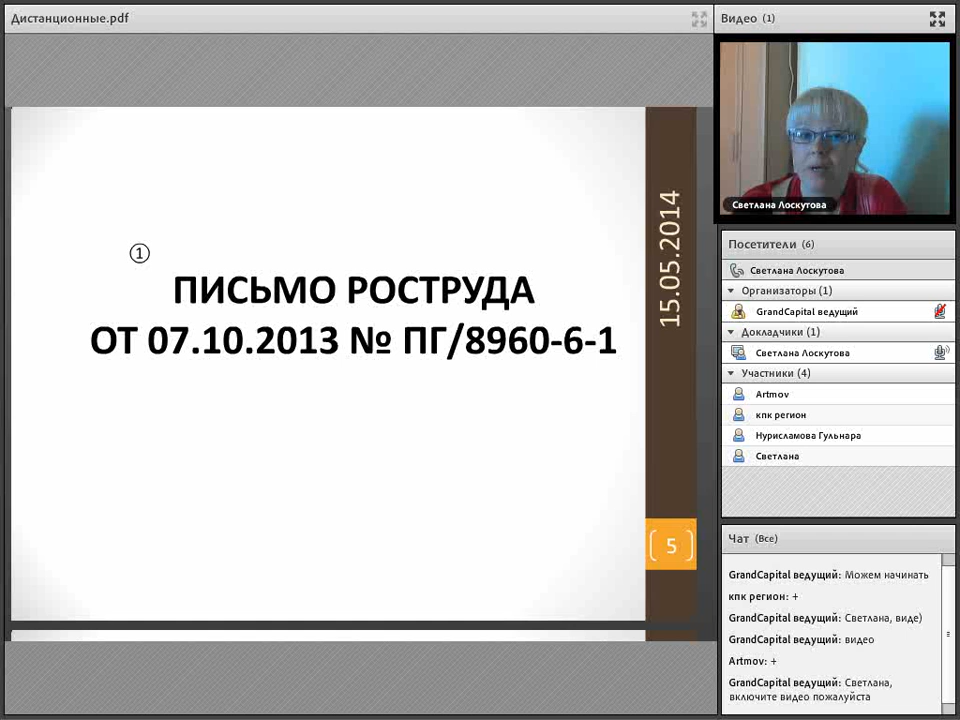 Дистанционные.pdf
①
ПИСЬМО РОСТРУДА
ОТ 07.10.2013 № ПГ/8960-6-1
15.05.2014
5
Видео (1)
Светлана Лоскутова
Посетители (6)
Светлана Лоскутова
Организаторы (1)
GrandCapital ведущий
Докладчики (1)
Светлана Лоскутова
Участники (4)
Artmov
кпк регион
Нурисламова Гульнара
Светлана
Чат (Все)
GrandCapital ведущий: Можем начинать
кпк регион: +
GrandCapital ведущий: Светлана, виде)
GrandCapital ведущий: видео
Artmov: +
GrandCapital ведущий: Светлана,
включите видео пожалуйста